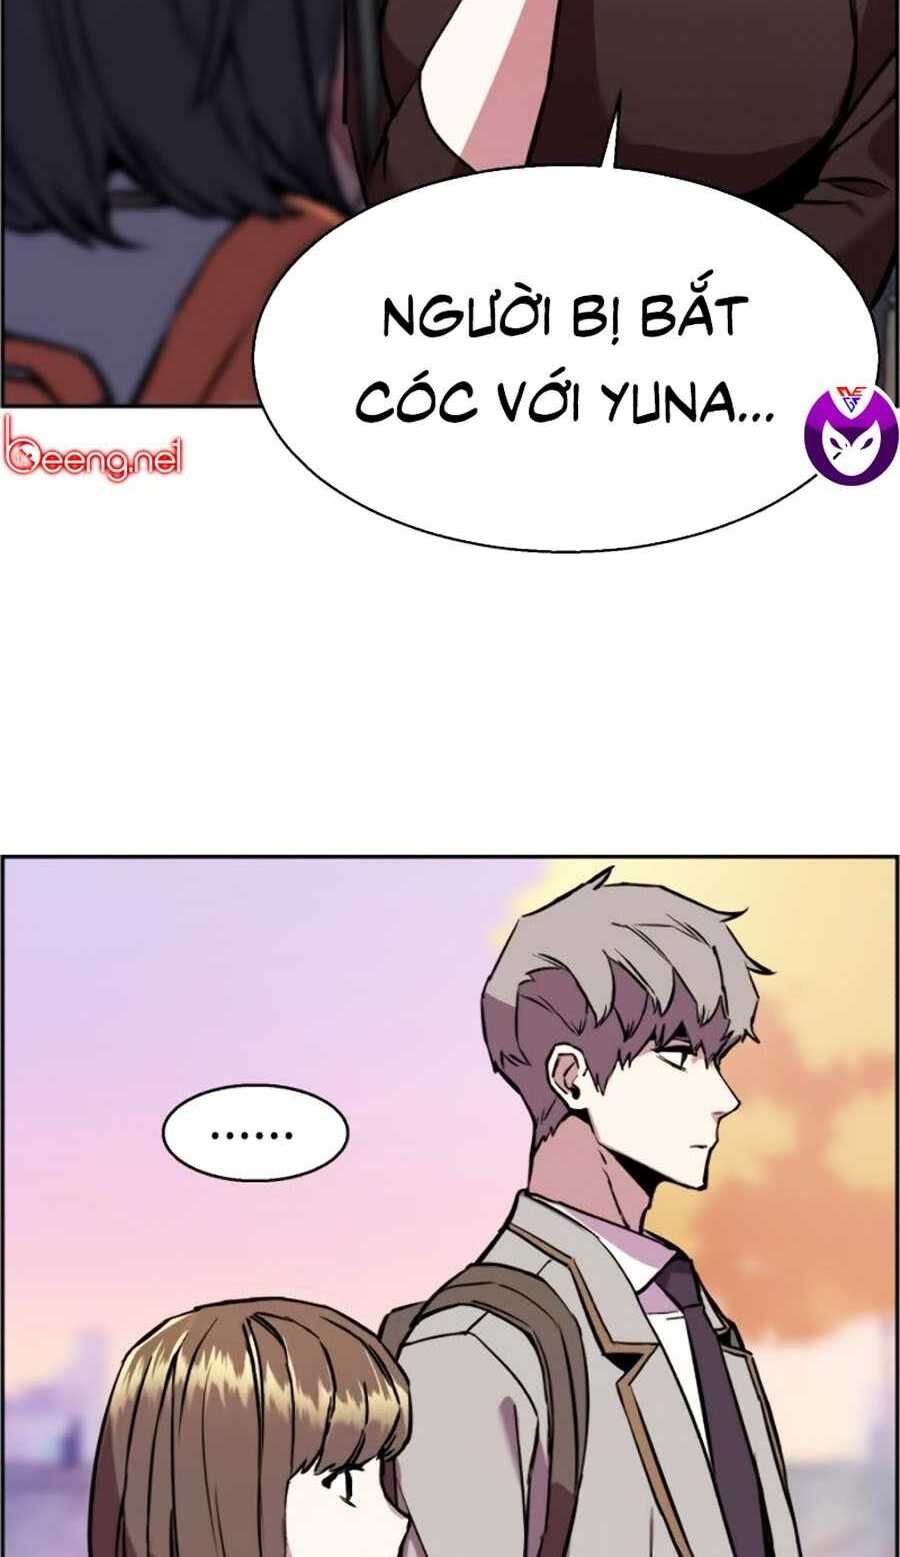 NGƯỜI BỊ BẮT
CÓC VỚI YUNA...
beeng.net
......